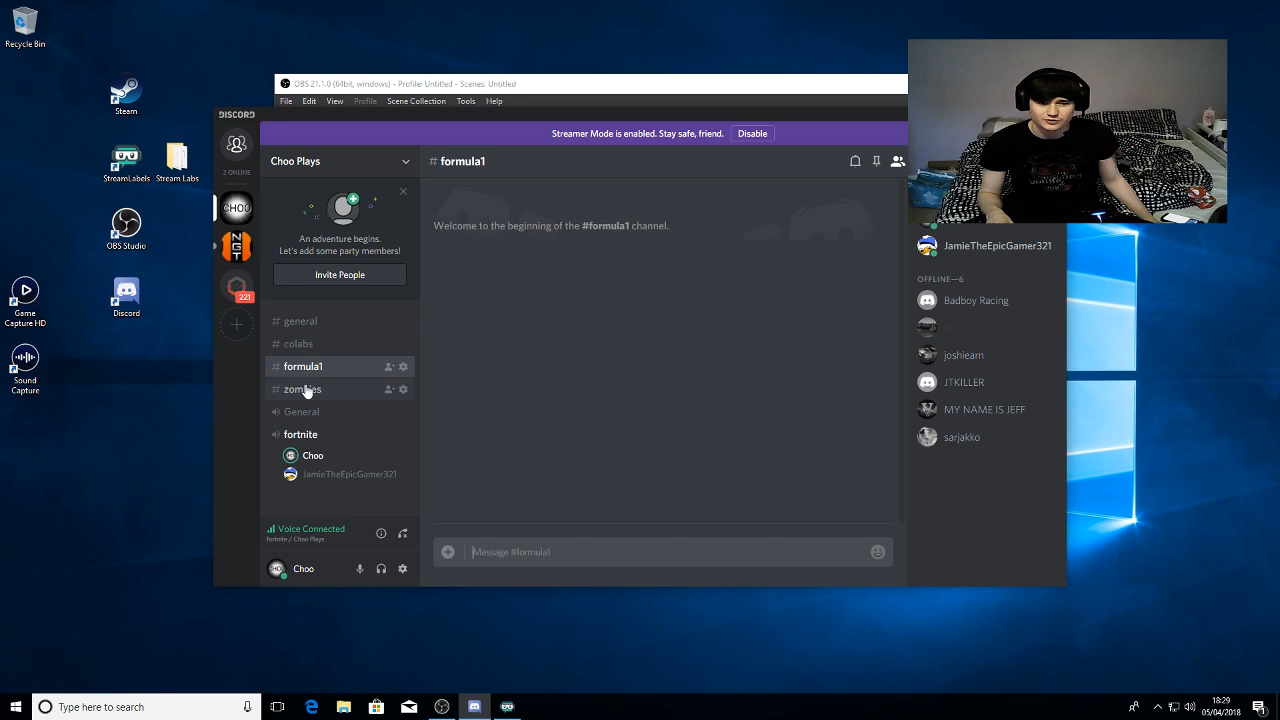 Recycle Bin
Steam
StreamLabels
Stream Labs
OBS Studio
Game
Capture HD
Discord
Sound
Capture
OBS 21.1.0 (64bit, windows) - Profile: Untitled - Scenes: Untitled
File Edit View Profile Scene Collection Tools Help
DISCORD
2 ONLINE
CHOO
NGT
221
Streamer Mode is enabled. Stay safe, friend. Disable
Choo Plays
# formula1
An adventure begins.
Let's add some party members!
Invite People
# general
# colabs
# formula1
# zombies
General
fortnite
Choo
JamieTheEpicGamer321
Voice Connected
fortnite / Choo Plays
Choo
Welcome to the beginning of the #formula1 channel.
Message #formula1
JamieTheEpicGamer321
OFFLINE—6
Badboy Racing
joshiearn
JTKILLER
MY NAME IS JEFF
sarjakko
Type here to search
18:29
05/04/2018
1